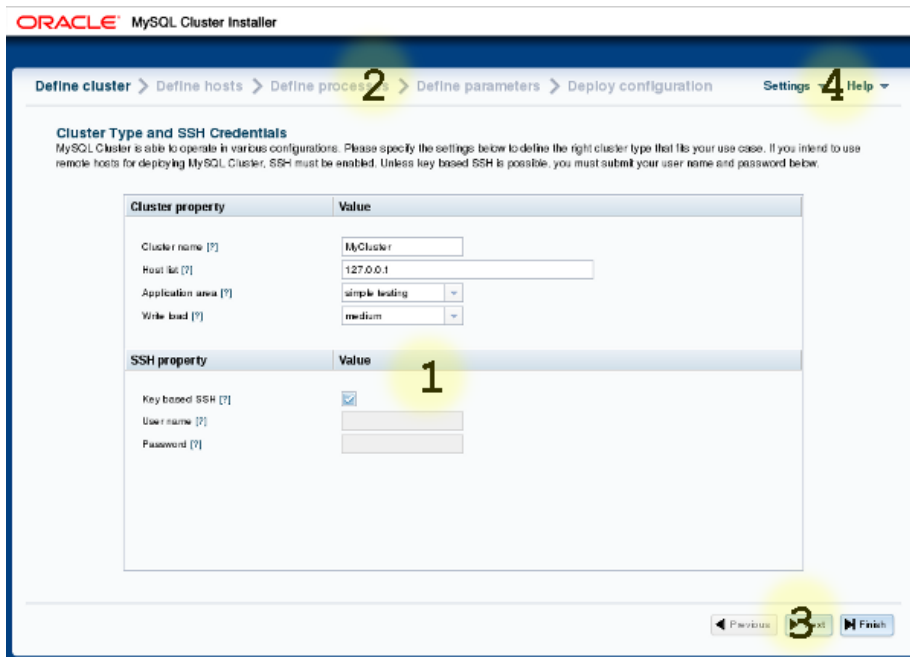 ORACLE® MySQL Cluster Installer
Define cluster > Define hosts > Define processes 2 > Define parameters > Deploy configuration Settings 4 Help
Cluster Type and SSH Credentials
MySQL Cluster is able to operate in various configurations. Please specify the settings below to define the right cluster type that fits your use case. If you intend to use
remote hosts for deploying MySQL Cluster, SSH must be enabled. Unless key based SSH is possible, you must submit your user name and password below.
Cluster property Value
Cluster name [?] MyCluster
Host list [?] 127.0.0.1
Application area [?] simple testing
Write load [?] medium
SSH property Value
1
Key based SSH [?]
User name [?]
Password [?]
Previous 3 Next Finish